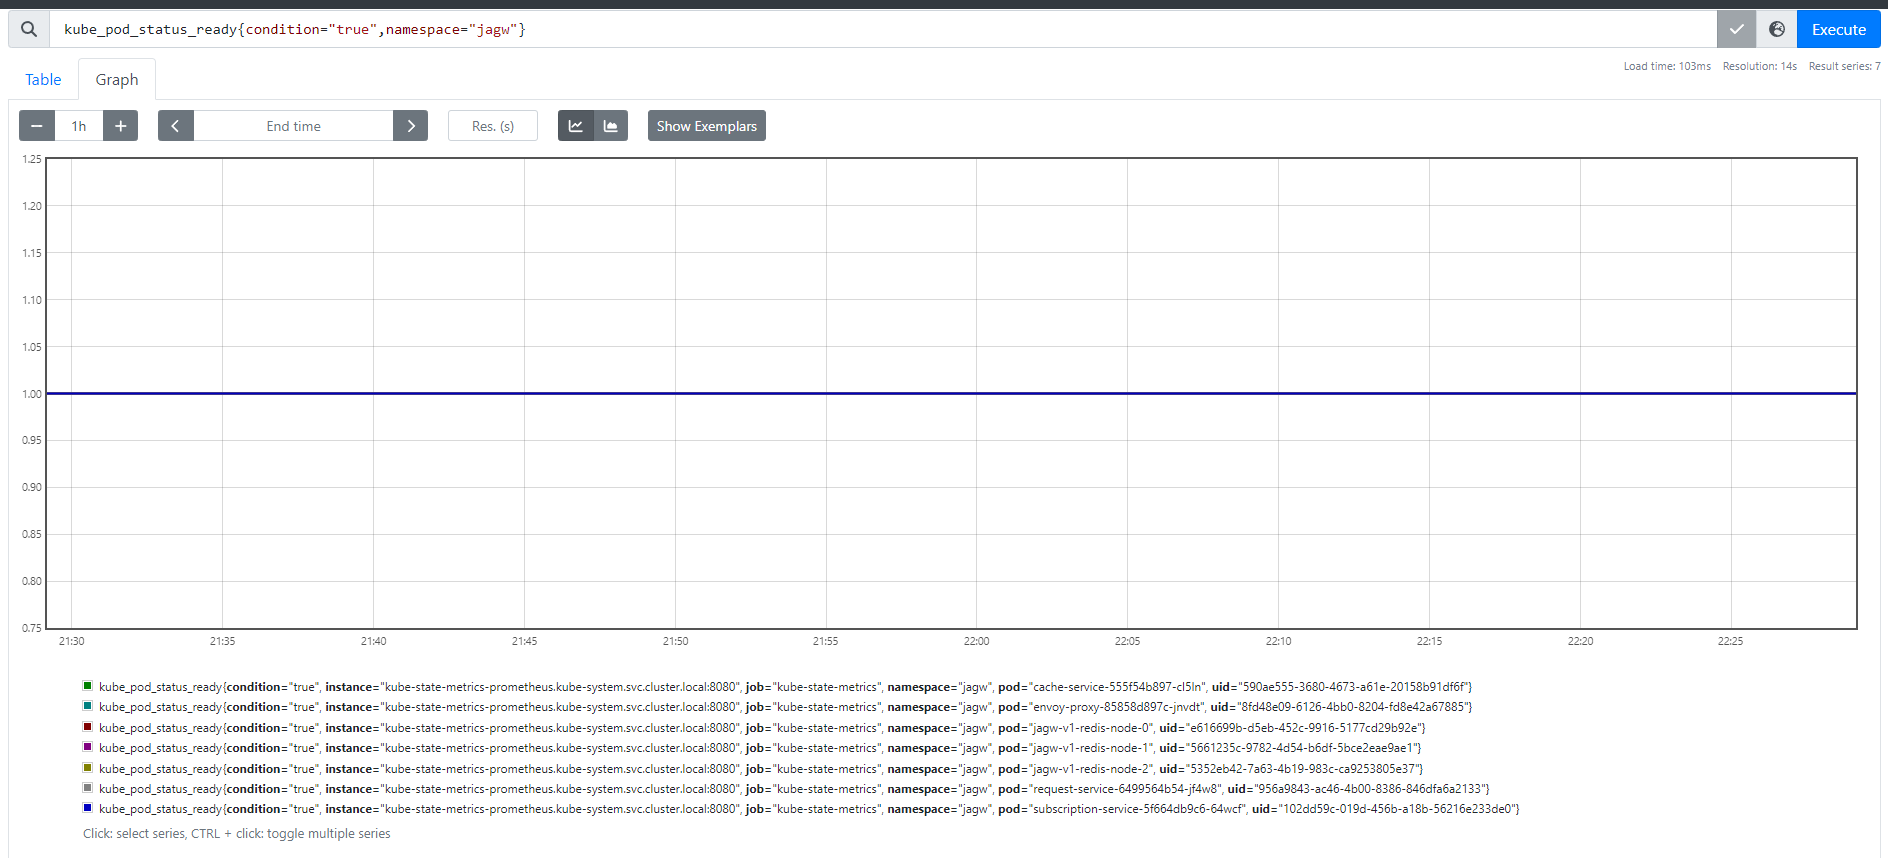 kube_pod_status_ready{condition="true",namespace="jagw"}
Execute
Load time: 103ms Resolution: 14s Result series: 7
Table Graph
1h End time Res. (s) Show Exemplars
1.25
1.20
1.15
1.10
1.05
1.00
0.95
0.90
0.85
0.80
0.75
21:30 21:35 21:40 21:45 21:50 21:55 22:00 22:05 22:10 22:15 22:20 22:25
kube_pod_status_ready{condition="true", instance="kube-state-metrics-prometheus.kube-system.svc.cluster.local:8080", job="kube-state-metrics", namespace="jagw", pod="cache-service-555f54b897-cl5ln", uid="590ae555-3680-4673-a61e-20158b91df6f"}
kube_pod_status_ready{condition="true", instance="kube-state-metrics-prometheus.kube-system.svc.cluster.local:8080", job="kube-state-metrics", namespace="jagw", pod="envoy-proxy-85858d897c-jnvdt", uid="8fd48e09-6126-4bb0-8204-fd8e42a67885"}
kube_pod_status_ready{condition="true", instance="kube-state-metrics-prometheus.kube-system.svc.cluster.local:8080", job="kube-state-metrics", namespace="jagw", pod="jagw-v1-redis-node-0", uid="e616699b-d5eb-452c-9916-5177cd29b92e"}
kube_pod_status_ready{condition="true", instance="kube-state-metrics-prometheus.kube-system.svc.cluster.local:8080", job="kube-state-metrics", namespace="jagw", pod="jagw-v1-redis-node-1", uid="5661235c-9782-4d54-b6df-5bce2eae9ae1"}
kube_pod_status_ready{condition="true", instance="kube-state-metrics-prometheus.kube-system.svc.cluster.local:8080", job="kube-state-metrics", namespace="jagw", pod="jagw-v1-redis-node-2", uid="5352eb42-7a63-4b19-983c-ca9253805e37"}
kube_pod_status_ready{condition="true", instance="kube-state-metrics-prometheus.kube-system.svc.cluster.local:8080", job="kube-state-metrics", namespace="jagw", pod="request-service-6499564b54-jf4w8", uid="956a9843-ac46-4b00-8386-846dfa6a2133"}
kube_pod_status_ready{condition="true", instance="kube-state-metrics-prometheus.kube-system.svc.cluster.local:8080", job="kube-state-metrics", namespace="jagw", pod="subscription-service-5f664db9c6-64wcf", uid="102dd59c-019d-456b-a18b-56216e233de0"}
Click: select series, CTRL + click: toggle multiple series